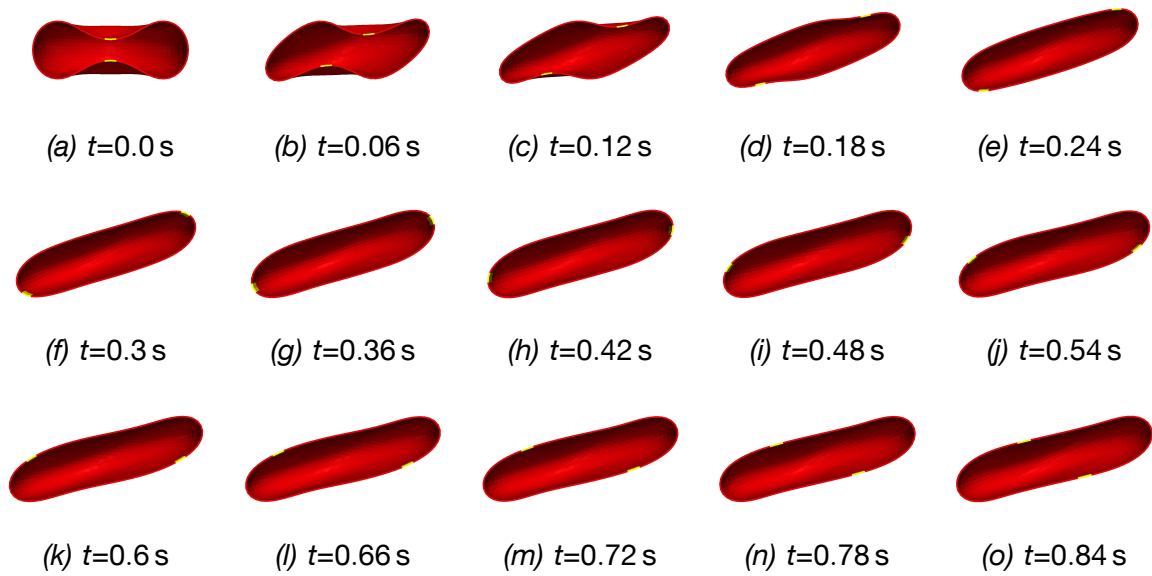 (a) t=0.0 s
(b) t=0.06 s
(c) t=0.12 s
(d) t=0.18 s
(e) t=0.24 s
(f) t=0.3 s
(g) t=0.36 s
(h) t=0.42 s
(i) t=0.48 s
(j) t=0.54 s
(k) t=0.6 s
(l) t=0.66 s
(m) t=0.72 s
(n) t=0.78 s
(o) t=0.84 s